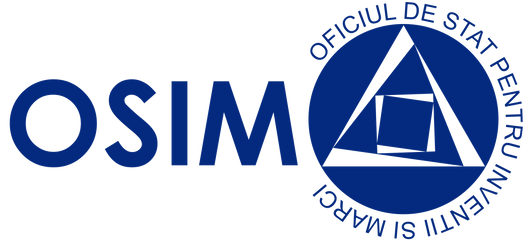 OSIM
OFICIUL DE STAT PENTRU INVENTII SI MARCI